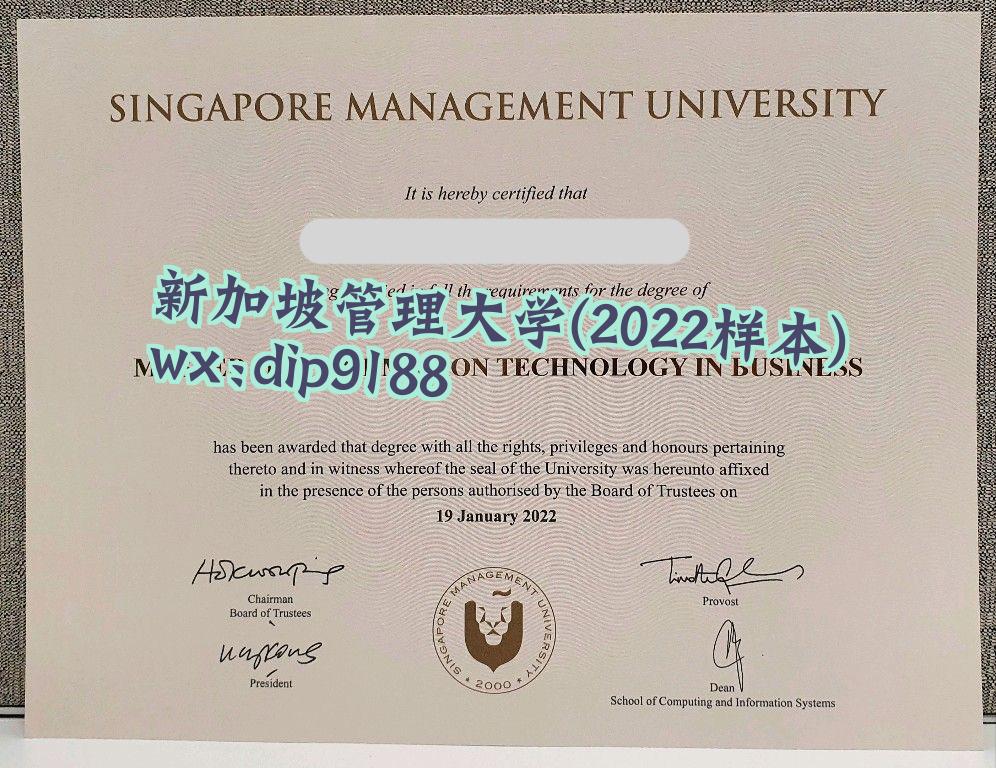 SINGAPORE MANAGEMENT UNIVERSITY
It is hereby certified that
requirements for the degree of
新加坡管理大学(2022样本)
wx:dip9188
ON TECHNOLOGY IN BUSINESS
has been awarded that degree with all the rights, privileges and honours pertaining
thereto and in witness whereof the seal of the University was hereunto affixed
in the presence of the persons authorised by the Board of Trustees on
19 January 2022
Chairman
Board of Trustees
Provost
President
Dean
School of Computing and Information Systems
SINGAPORE MANAGEMENT UNIVERSITY
2000